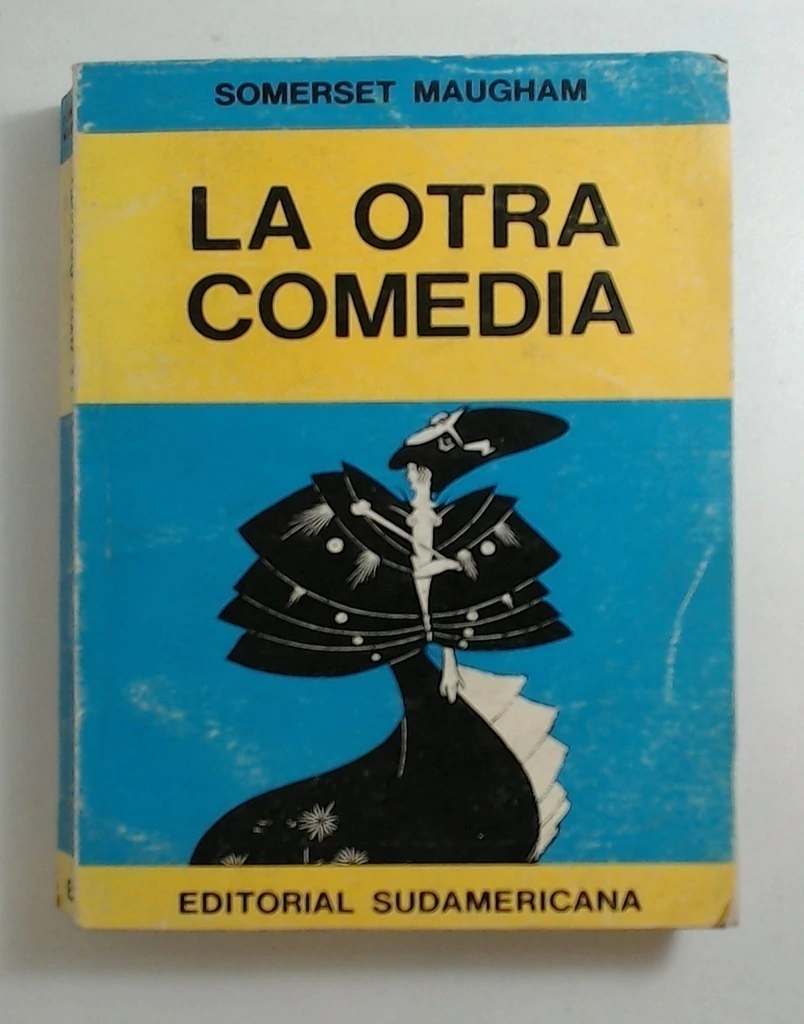 SOMERSET MAUGHAM
LA OTRA
COMEDIA
EDITORIAL SUDAMERICANA